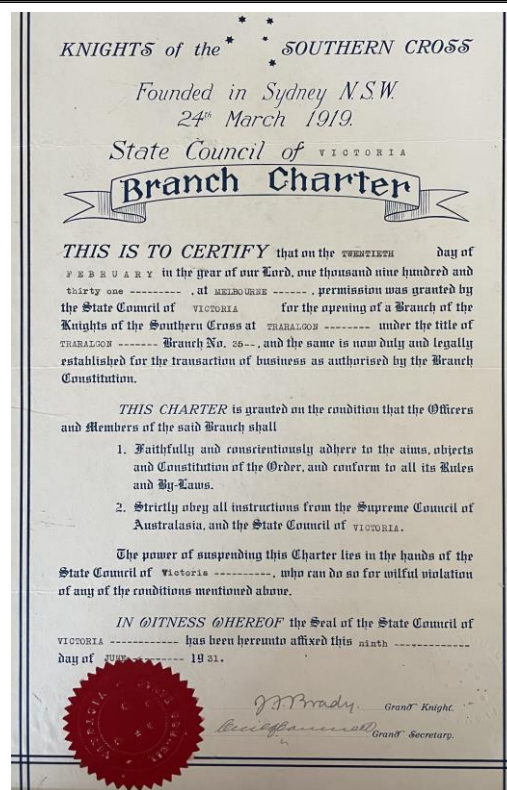 KNIGHTS of the SOUTHERN CROSS
Founded in Sydney N.S.W.
24th March 1919.
State Council of VICTORIA
Branch Charter
THIS IS TO CERTIFY that on the TWENTIETH day of
FEBRUARY in the year of our Lord, one thousand nine hundred and
thirty one ---------, at MELBOURNE ------, permission was granted by
the State Council of VICTORIA for the opening of a Branch of the
Knights of the Southern Cross at TRARALGON -------- under the title of
TRARALGON ------- Branch No. 25--, and the same is now duly and legally
established for the transaction of business as authorised by the Branch
Constitution.
THIS CHARTER is granted on the condition that the Officers
and Members of the said Branch shall
1. Faithfully and conscientiously adhere to the aims, objects
and Constitution of the Order, and conform to all its Rules
and By-Laws.
2. Strictly obey all instructions from the Supreme Council of
Australasia, and the State Council of VICTORIA.
The power of suspending this Charter lies in the hands of the
State Council of Victoria ----------, who can do so for wilful violation
of any of the conditions mentioned above.
IN WITNESS WHEREOF the Seal of the State Council of
VICTORIA ------------ has been hereunto affixed this ninth -------------
day of JUNE -------- 1931.
Brady. Grand Knight.
Grand Secretary.